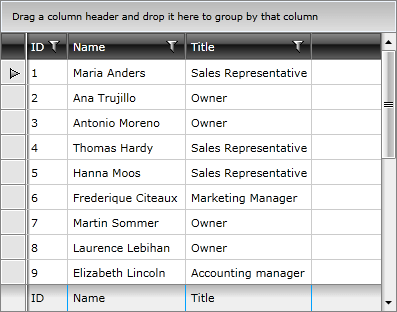 Drag a column header and drop it here to group by that column
ID Name Title
1 Maria Anders Sales Representative
2 Ana Trujillo Owner
3 Antonio Moreno Owner
4 Thomas Hardy Sales Representative
5 Hanna Moos Sales Representative
6 Frederique Citeaux Marketing Manager
7 Martin Sommer Owner
8 Laurence Lebihan Owner
9 Elizabeth Lincoln Accounting manager
ID Name Title